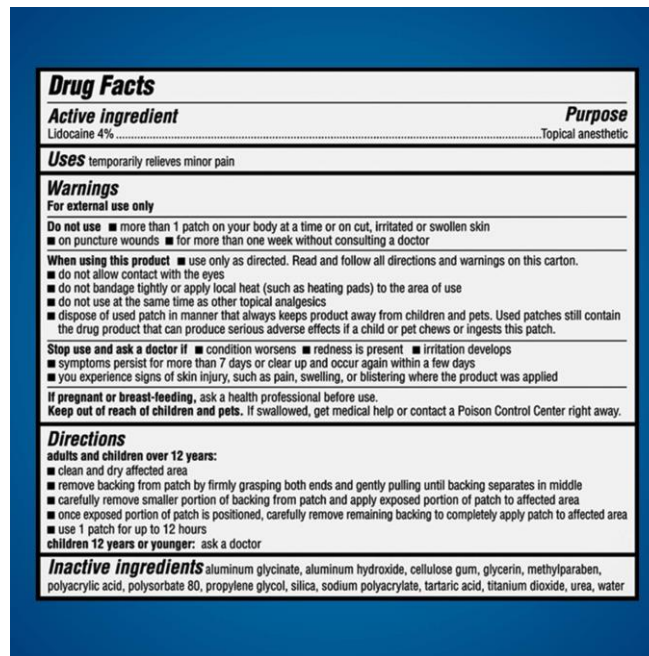 Drug Facts
Active ingredient Purpose
Lidocaine 4%......................................................................................................Topical anesthetic
Uses temporarily relieves minor pain
Warnings
For external use only
Do not use ■ more than 1 patch on your body at a time or on cut, irritated or swollen skin
■ on puncture wounds ■ for more than one week without consulting a doctor
When using this product ■ use only as directed. Read and follow all directions and warnings on this carton.
■ do not allow contact with the eyes
■ do not bandage tightly or apply local heat (such as heating pads) to the area of use
■ do not use at the same time as other topical analgesics
■ dispose of used patch in manner that always keeps product away from children and pets. Used patches still contain
the drug product that can produce serious adverse effects if a child or pet chews or ingests this patch.
Stop use and ask a doctor if ■ condition worsens ■ redness is present ■ irritation develops
■ symptoms persist for more than 7 days or clear up and occur again within a few days
■ you experience signs of skin injury, such as pain, swelling, or blistering where the product was applied
If pregnant or breast-feeding, ask a health professional before use.
Keep out of reach of children and pets. If swallowed, get medical help or contact a Poison Control Center right away.
Directions
adults and children over 12 years:
■ clean and dry affected area
■ remove backing from patch by firmly grasping both ends and gently pulling until backing separates in middle
■ carefully remove smaller portion of backing from patch and apply exposed portion of patch to affected area
■ once exposed portion of patch is positioned, carefully remove remaining backing to completely apply patch to affected area
■ use 1 patch for up to 12 hours
children 12 years or younger: ask a doctor
Inactive ingredients aluminum glycinate, aluminum hydroxide, cellulose gum, glycerin, methylparaben,
polyacrylic acid, polysorbate 80, propylene glycol, silica, sodium polyacrylate, tartaric acid, titanium dioxide, urea, water